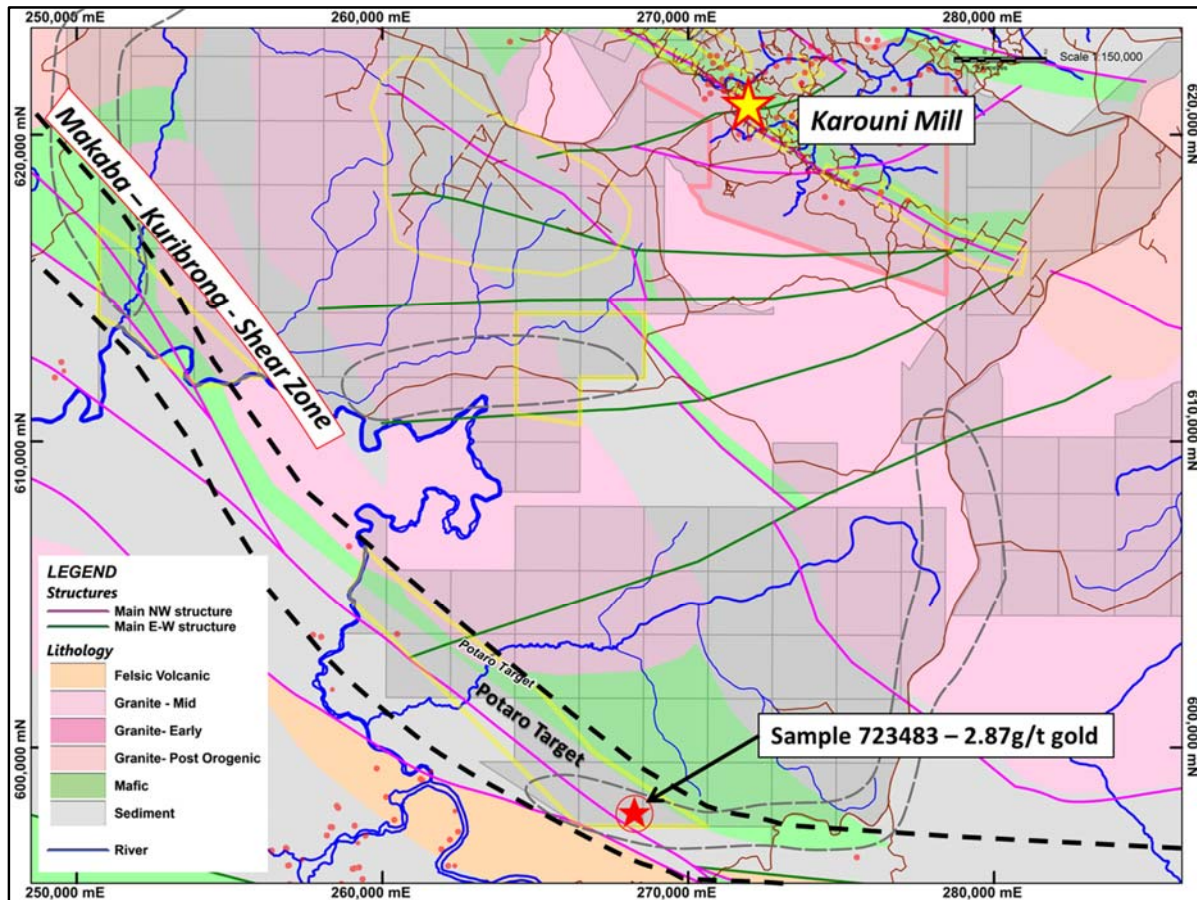 250,000 mE
260,000 mE
270,000 mE
280,000 mE
Scale 1:150,000
620,000 mN
620,000 mN
Karouni Mill
Makaba – Kuribrong - Shear Zone
610,000 mN
610,000 mN
LEGEND
Structures
Main NW structure
Main E-W structure
Lithology
Felsic Volcanic
Granite - Mid
Granite- Early
Granite- Post Orogenic
Mafic
Sediment
River
Potaro Target
Potaro Target
Sample 723483 – 2.87g/t gold
600,000 mN
600,000 mN
250,000 mE
260,000 mE
270,000 mE
280,000 mE